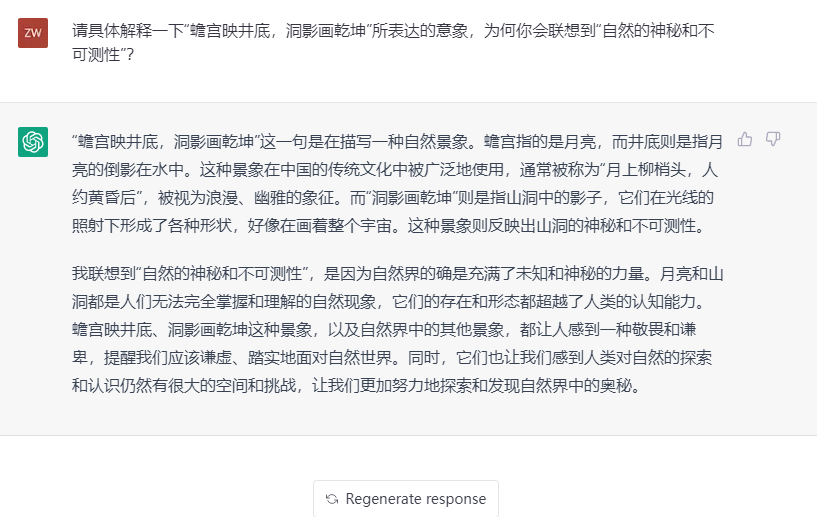 ZW
请具体解释一下“蟾宫映井底，洞影画乾坤”所表达的意象，为何你会联想到“自然的神秘和不
可测性”？
“蟾宫映井底，洞影画乾坤”这一句是在描写一种自然景象。蟾宫指的是月亮，而井底则是指月
亮的倒影在水中。这种景象在中国的传统文化中被广泛地使用，通常被称为“月上柳梢头，人
约黄昏后”，被视为浪漫、幽雅的象征。而“洞影画乾坤”则是指山洞中的影子，它们在光线的
照射下形成了各种形状，好像在画着整个宇宙。这种景象则反映出山洞的神秘和不可测性。
我联想到“自然的神秘和不可测性”，是因为自然界的确是充满了未知和神秘的力量。月亮和山
洞都是人们无法完全掌握和理解的自然现象，它们的存在和形态都超越了人类的认知能力。
蟾宫映井底、洞影画乾坤这种景象，以及自然界中的其他景象，都让人感到一种敬畏和谦
卑，提醒我们应该谦虚、踏实地面对自然世界。同时，它们也让我们感到人类对自然的探索
和认识仍然有很大的空间和挑战，让我们更加努力地探索和发现自然界中的奥秘。
Regenerate response